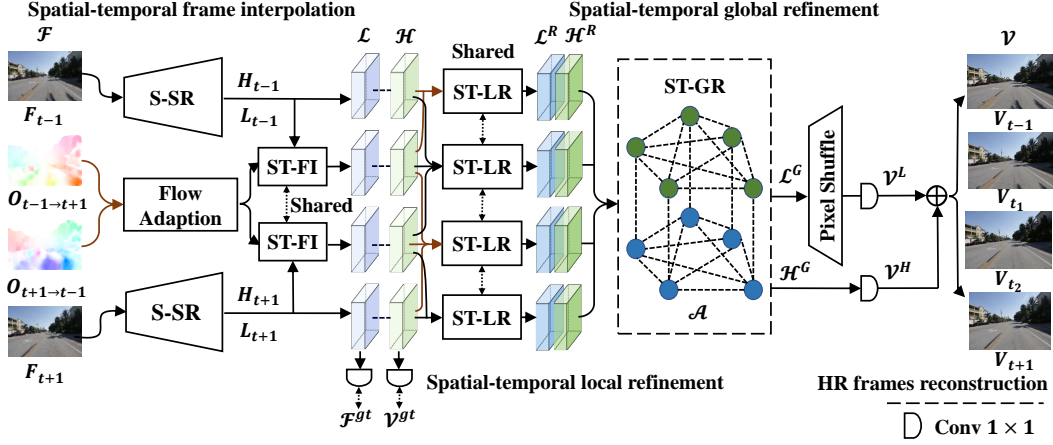 Spatial-temporal frame interpolation
Spatial-temporal global refinement
ℱ
ℒ
ℋ
ℒ^R
ℋ^R
𝒱
Shared
F_{t−1}
S-SR
H_{t−1}
L_{t−1}
ST-LR
ST-GR
V_{t−1}
O_{t−1→t+1}
Flow
Adaption
ST-FI
Shared
ST-FI
ST-LR
ℒ^G
Pixel Shuffle
𝒱^L
V_{t_1}
O_{t+1→t−1}
ST-LR
ℋ^G
𝒱^H
V_{t_2}
F_{t+1}
S-SR
H_{t+1}
L_{t+1}
ST-LR
𝒜
V_{t+1}
Spatial-temporal local refinement
HR frames reconstruction
ℱ^{gt}
𝒱^{gt}
Conv 1 × 1